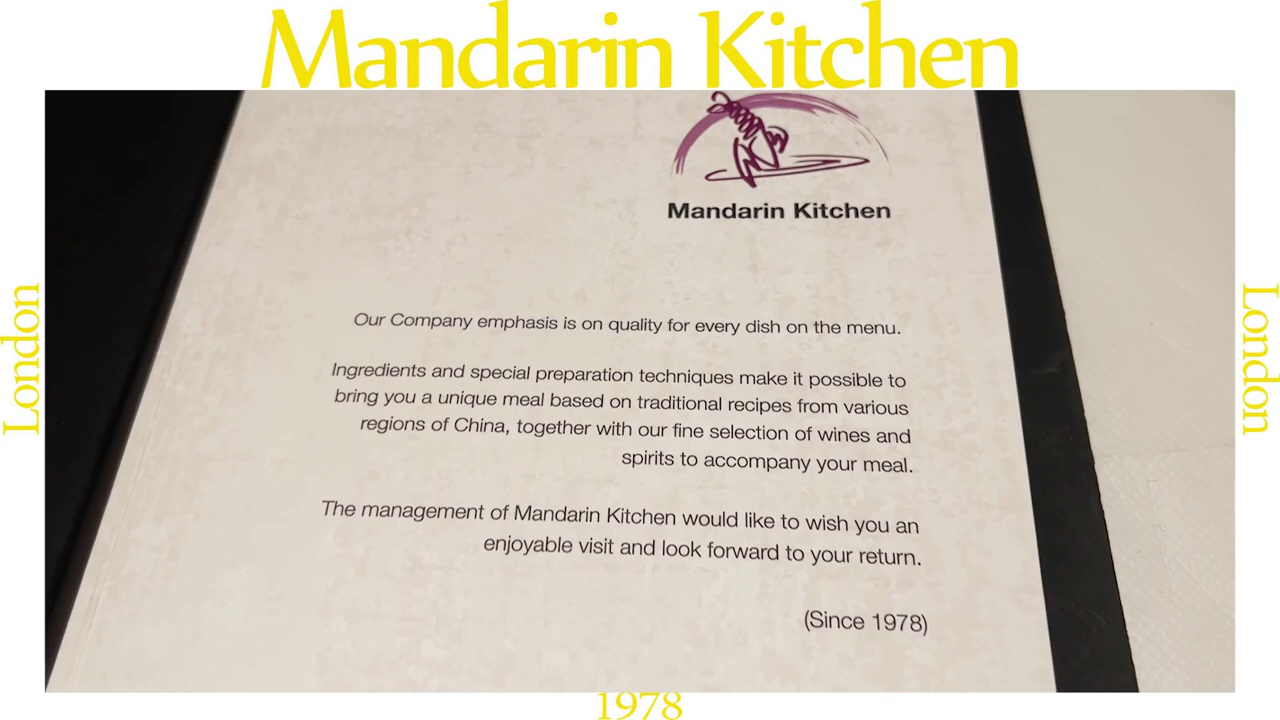 Mandarin Kitchen
London
London
Mandarin Kitchen
Our Company emphasis is on quality for every dish on the menu.
Ingredients and special preparation techniques make it possible to
bring you a unique meal based on traditional recipes from various
regions of China, together with our fine selection of wines and
spirits to accompany your meal.
The management of Mandarin Kitchen would like to wish you an
enjoyable visit and look forward to your return.
(Since 1978)
1978